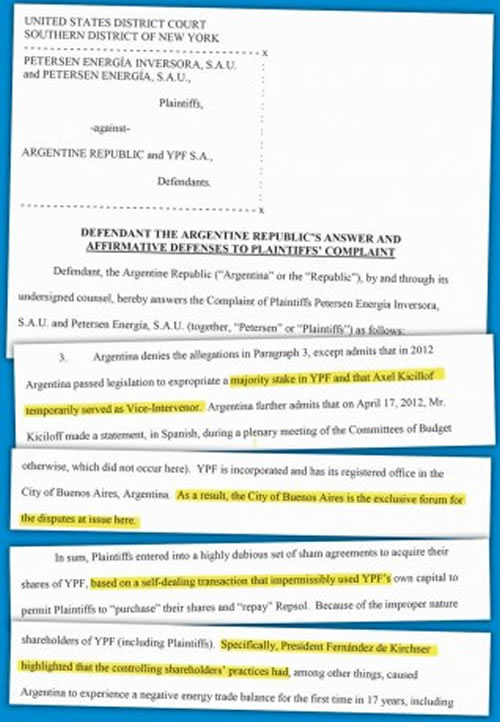 UNITED STATES DISTRICT COURT
SOUTHERN DISTRICT OF NEW YORK
PETERSEN ENERGÍA INVERSORA, S.A.U.
and PETERSEN ENERGÍA, S.A.U.,
Plaintiffs,
-against-
ARGENTINE REPUBLIC and YPF S.A.,
Defendants.
DEFENDANT THE ARGENTINE REPUBLIC'S ANSWER AND
AFFIRMATIVE DEFENSES TO PLAINTIFFS' COMPLAINT
Defendant, the Argentine Republic ("Argentina" or the "Republic"), by and through its
undersigned counsel, hereby answers the Complaint of Plaintiffs Petersen Energía Inversora,
S.A.U. and Petersen Energía, S.A.U. (together, "Petersen" or "Plaintiffs") as follows:
3. Argentina denies the allegations in Paragraph 3, except admits that in 2012
Argentina passed legislation to expropriate a majority stake in YPF and that Axel Kicillof
temporarily served as Vice-Intervenor. Argentina further admits that on April 17, 2012, Mr.
Kiciloff made a statement, in Spanish, during a plenary meeting of the Committees of Budget
otherwise, which did not occur here). YPF is incorporated and has its registered office in the
City of Buenos Aires, Argentina. As a result, the City of Buenos Aires is the exclusive forum for
the disputes at issue here.
In sum, Plaintiffs entered into a highly dubious set of sham agreements to acquire their
shares of YPF, based on a self-dealing transaction that impermissibly used YPF's own capital to
permit Plaintiffs to "purchase" their shares and "repay" Repsol. Because of the improper nature
shareholders of YPF (including Plaintiffs). Specifically, President Fernández de Kirchner
highlighted that the controlling shareholders' practices had, among other things, caused
Argentina to experience a negative energy trade balance for the first time in 17 years, including